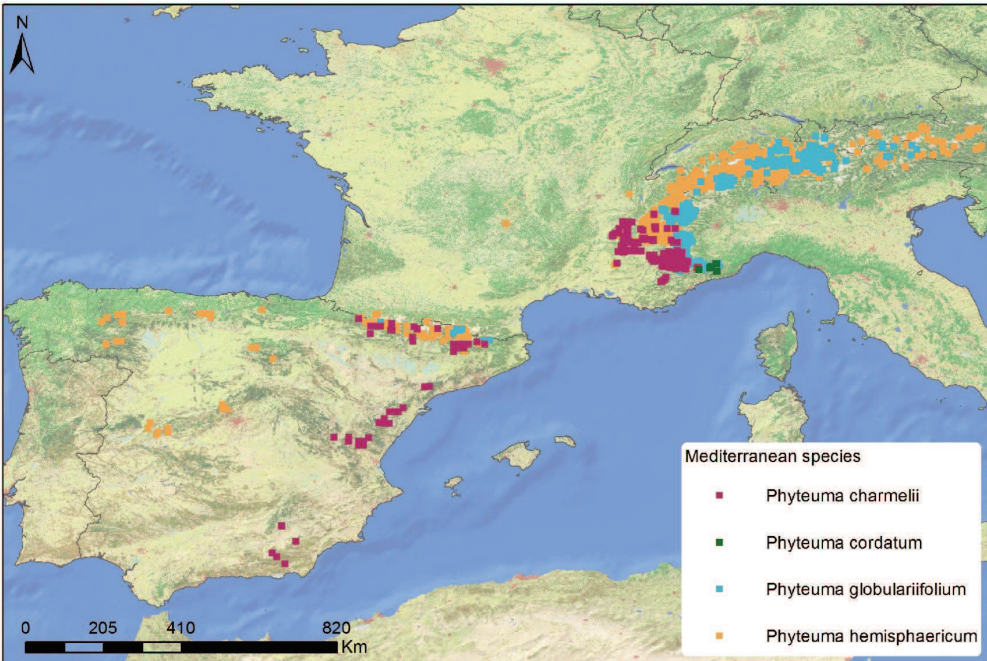 N
Mediterranean species
Phyteuma charmelii
Phyteuma cordatum
Phyteuma globulariifolium
Phyteuma hemisphaericum
0 205 410 820
Km